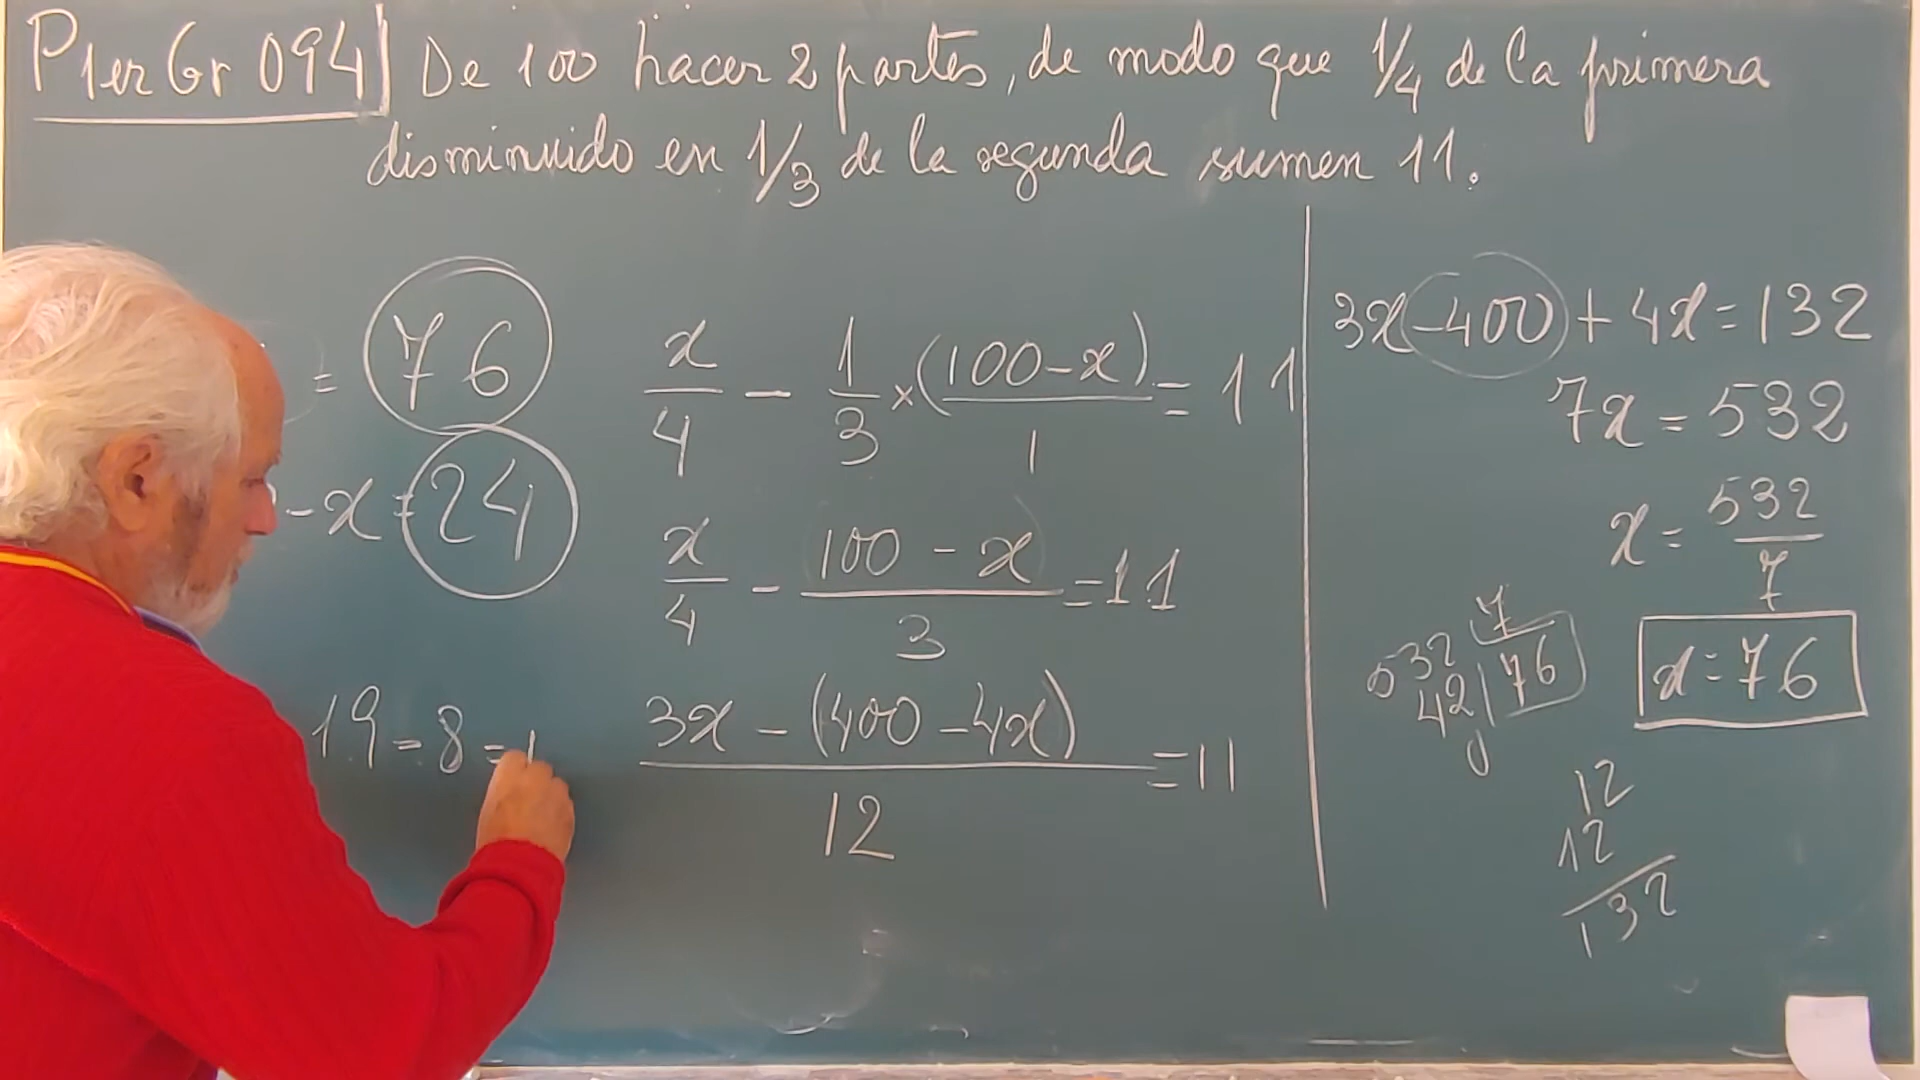 P1erGr 094] De 100 hacer 2 partes, de modo que 1/4 de la primera
disminuido en 1/3 de la segunda sumen 11.
= 76
- x = 24
19 - 8 = 1
x/4 - 1/3 × (100 - x)/1 = 11
x/4 - (100 - x)/3 = 11
(3x - (400 - 4x))/12 = 11
3x - 400 + 4x = 132
7x = 532
x = 532/7
532 7
42 76
0
x = 76
12
12
132